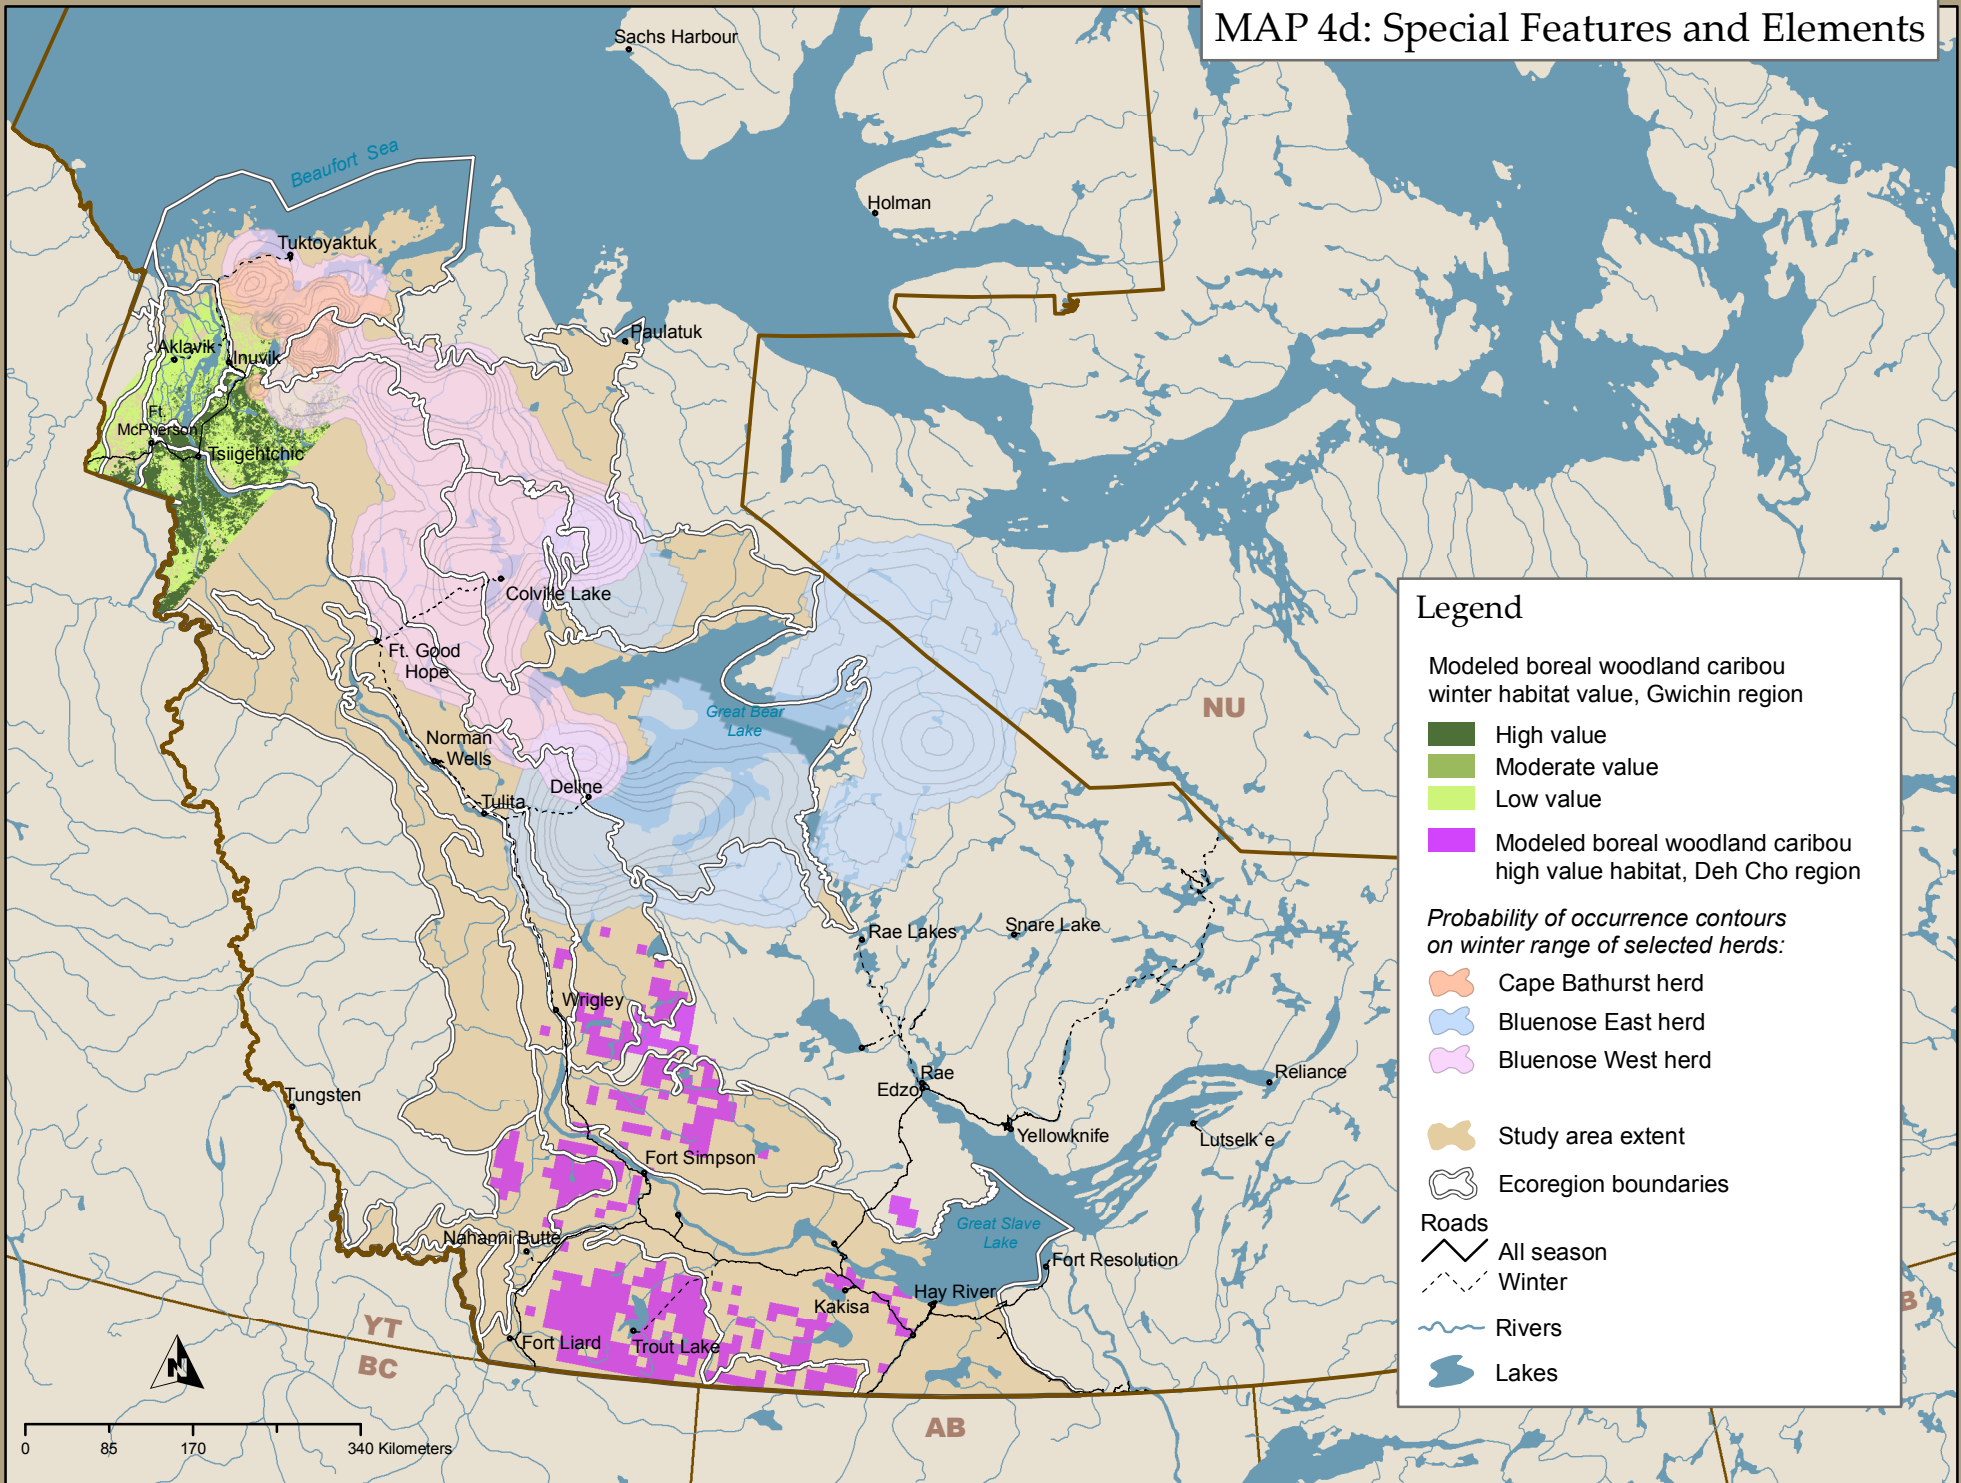 MAP 4d: Special Features and Elements
Sachs Harbour
Beaufort Sea
Holman
Tuktoyaktuk
Paulatuk
Aklavik
Inuvik
Ft.
McPherson
Tsiigehtchic
Colville Lake
Ft. Good
Hope
Great Bear
Lake
NU
Norman
Wells
Deline
Tulita
Rae Lakes
Snare Lake
Wrigley
Rae
Edzo
Reliance
Tungsten
Yellowknife
Lutselk`e
Fort Simpson
Great Slave
Lake
Nahanni Butte
Fort Resolution
Hay River
Kakisa
Fort Liard
Trout Lake
YT
BC
AB
B
N
0 85 170 340 Kilometers
Legend
Modeled boreal woodland caribou
winter habitat value, Gwichin region
High value
Moderate value
Low value
Modeled boreal woodland caribou
high value habitat, Deh Cho region
Probability of occurrence contours
on winter range of selected herds:
Cape Bathurst herd
Bluenose East herd
Bluenose West herd
Study area extent
Ecoregion boundaries
Roads
All season
Winter
Rivers
Lakes